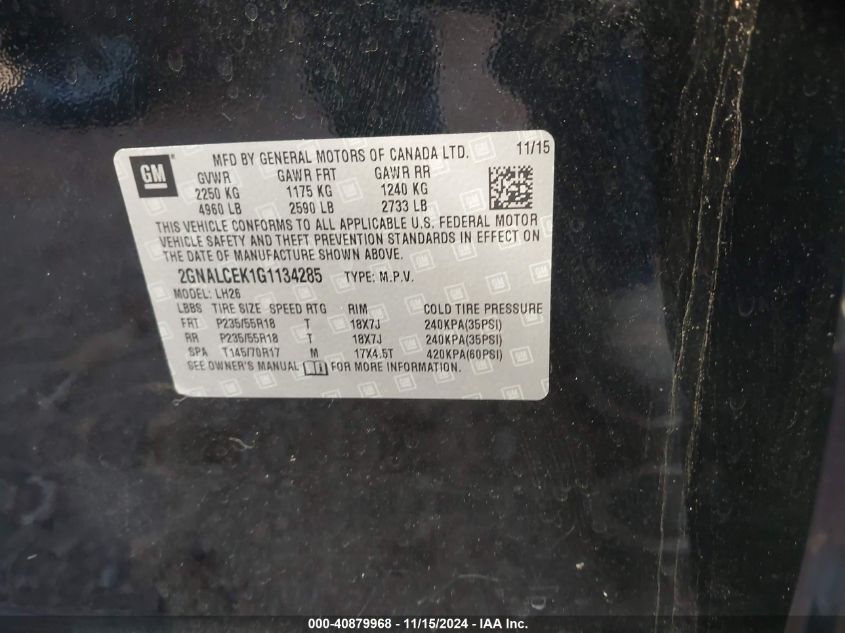 GM
MFD BY GENERAL MOTORS OF CANADA LTD. 11/15
GVWR GAWR FRT GAWR RR
2250 KG 1175 KG 1240 KG
4960 LB 2590 LB 2733 LB
THIS VEHICLE CONFORMS TO ALL APPLICABLE U.S. FEDERAL MOTOR
VEHICLE SAFETY AND THEFT PREVENTION STANDARDS IN EFFECT ON
THE DATE OF MANUFACTURE SHOWN ABOVE.
2GNALCEK1G1134285 TYPE: M.P.V.
MODEL: LH26
LBBS TIRE SIZE SPEED RTG RIM COLD TIRE PRESSURE
FRT P235/55R18 T 18X7J 240KPA(35PSI)
RR P235/55R18 T 18X7J 240KPA(35PSI)
SPA T145/70R17 M 17X4.5T 420KPA(60PSI)
SEE OWNER'S MANUAL FOR MORE INFORMATION.
000-40879968 - 11/15/2024 - IAA Inc.